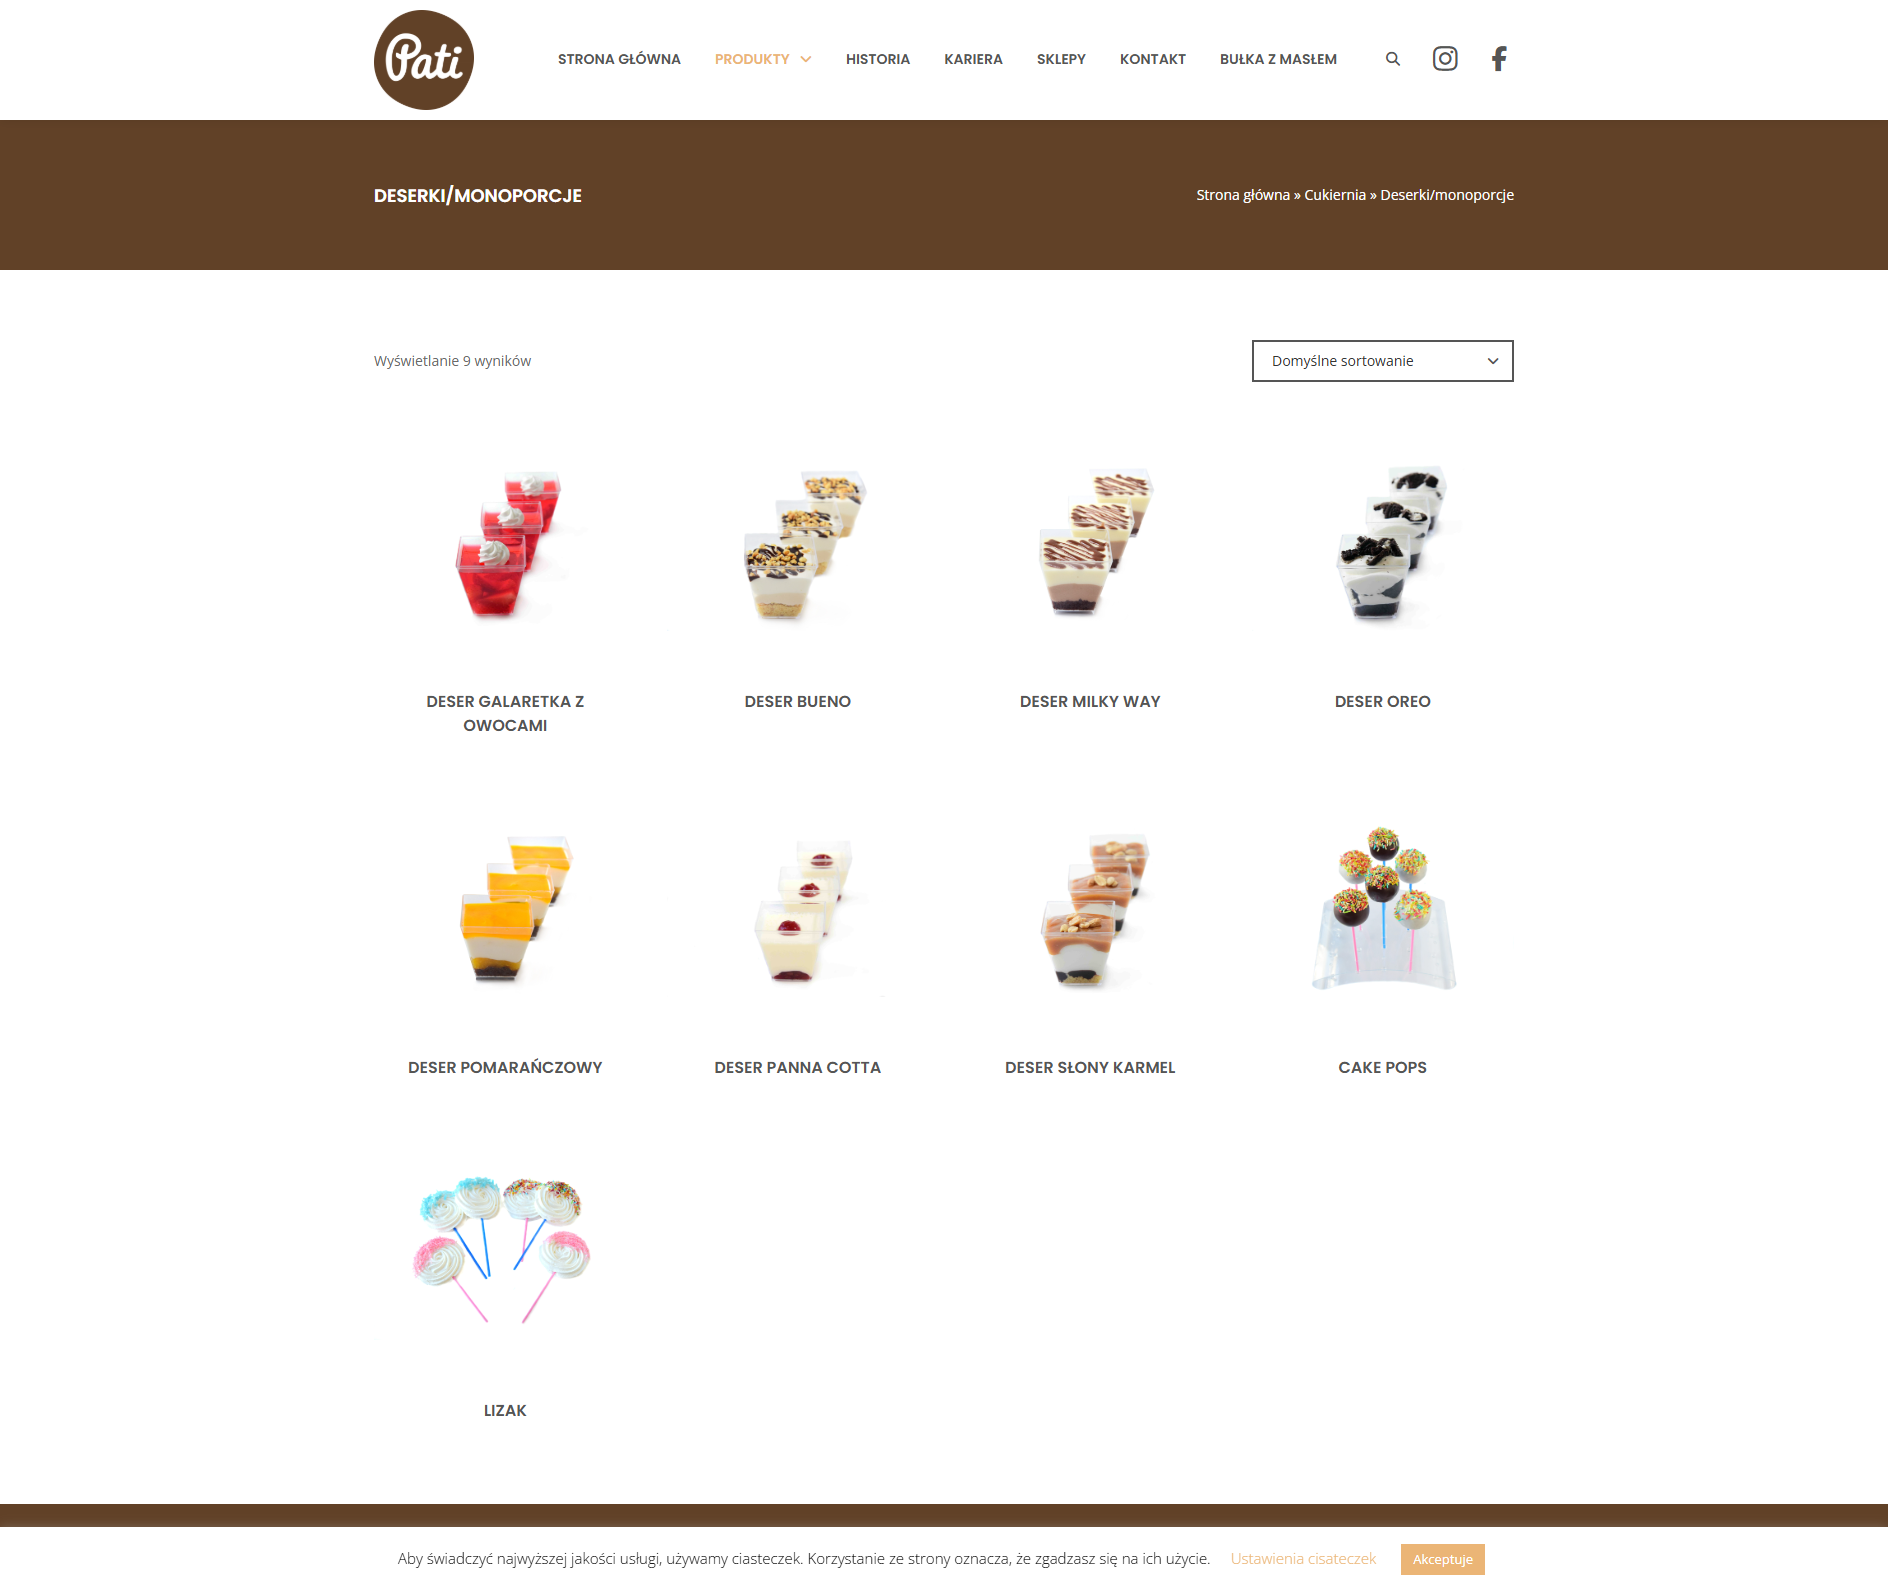 Pati
STRONA GŁÓWNA PRODUKTY HISTORIA KARIERA SKLEPY KONTAKT BUŁKA Z MASŁEM
DESERKI/MONOPORCJE
Strona główna » Cukiernia » Deserki/monoporcje
Wyświetlanie 9 wyników
Domyślne sortowanie
DESER GALARETKA Z
OWOCAMI
DESER BUENO
DESER MILKY WAY
DESER OREO
DESER POMARAŃCZOWY
DESER PANNA COTTA
DESER SŁONY KARMEL
CAKE POPS
LIZAK
Aby świadczyć najwyższej jakości usługi, używamy ciasteczek. Korzystanie ze strony oznacza, że zgadzasz się na ich użycie. Ustawienia cisateczek Akceptuje